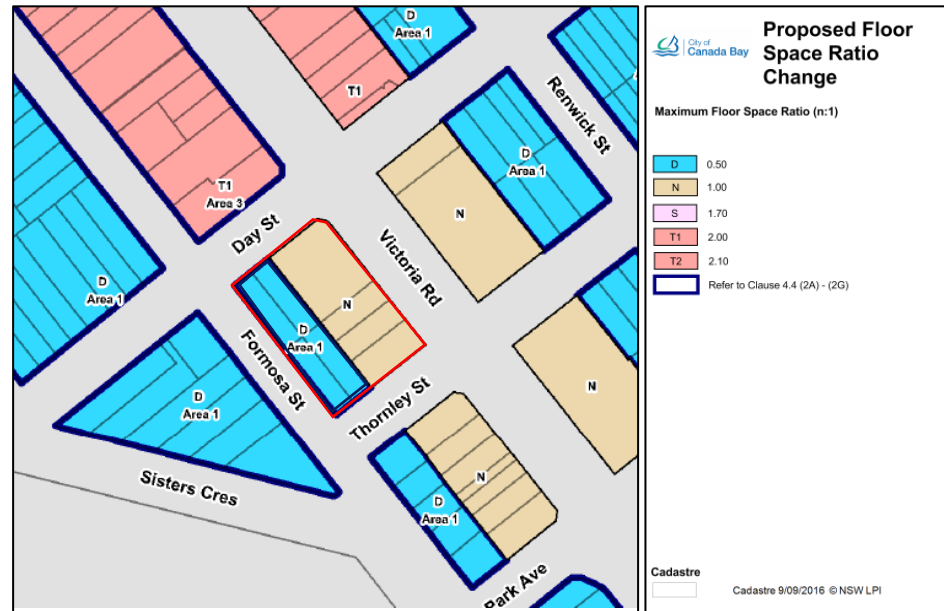 D
Area 1
T1
Renwick St
D
Area 1
T1
Area 3
N
Day St
Victoria Rd
D
Area 1
N
D
Area 1
Formosa St
N
D
Area 1
Thornley St
Sisters Cres
N
D
Area 1
Park Ave
City of
Canada Bay
Proposed Floor
Space Ratio
Change
Maximum Floor Space Ratio (n:1)
D 0.50
N 1.00
S 1.70
T1 2.00
T2 2.10
Refer to Clause 4.4 (2A) - (2G)
Cadastre
Cadastre 9/09/2016 © NSW LPI